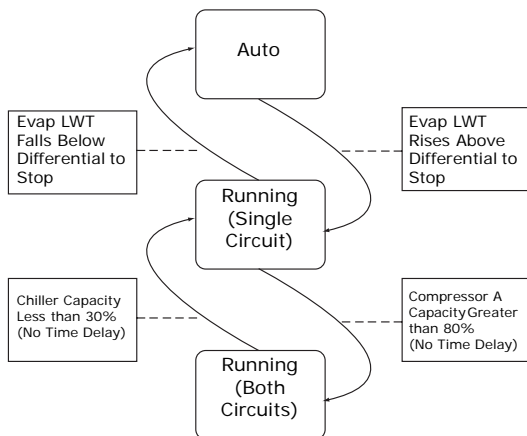 Auto
Evap LWT
Falls Below
Differential to
Stop
Evap LWT
Rises Above
Differential to
Stop
Running
(Single
Circuit)
Chiller Capacity
Less than 30%
(No Time Delay)
Compressor A
CapacityGreater
than 80%
(No Time Delay)
Running
(Both
Circuits)